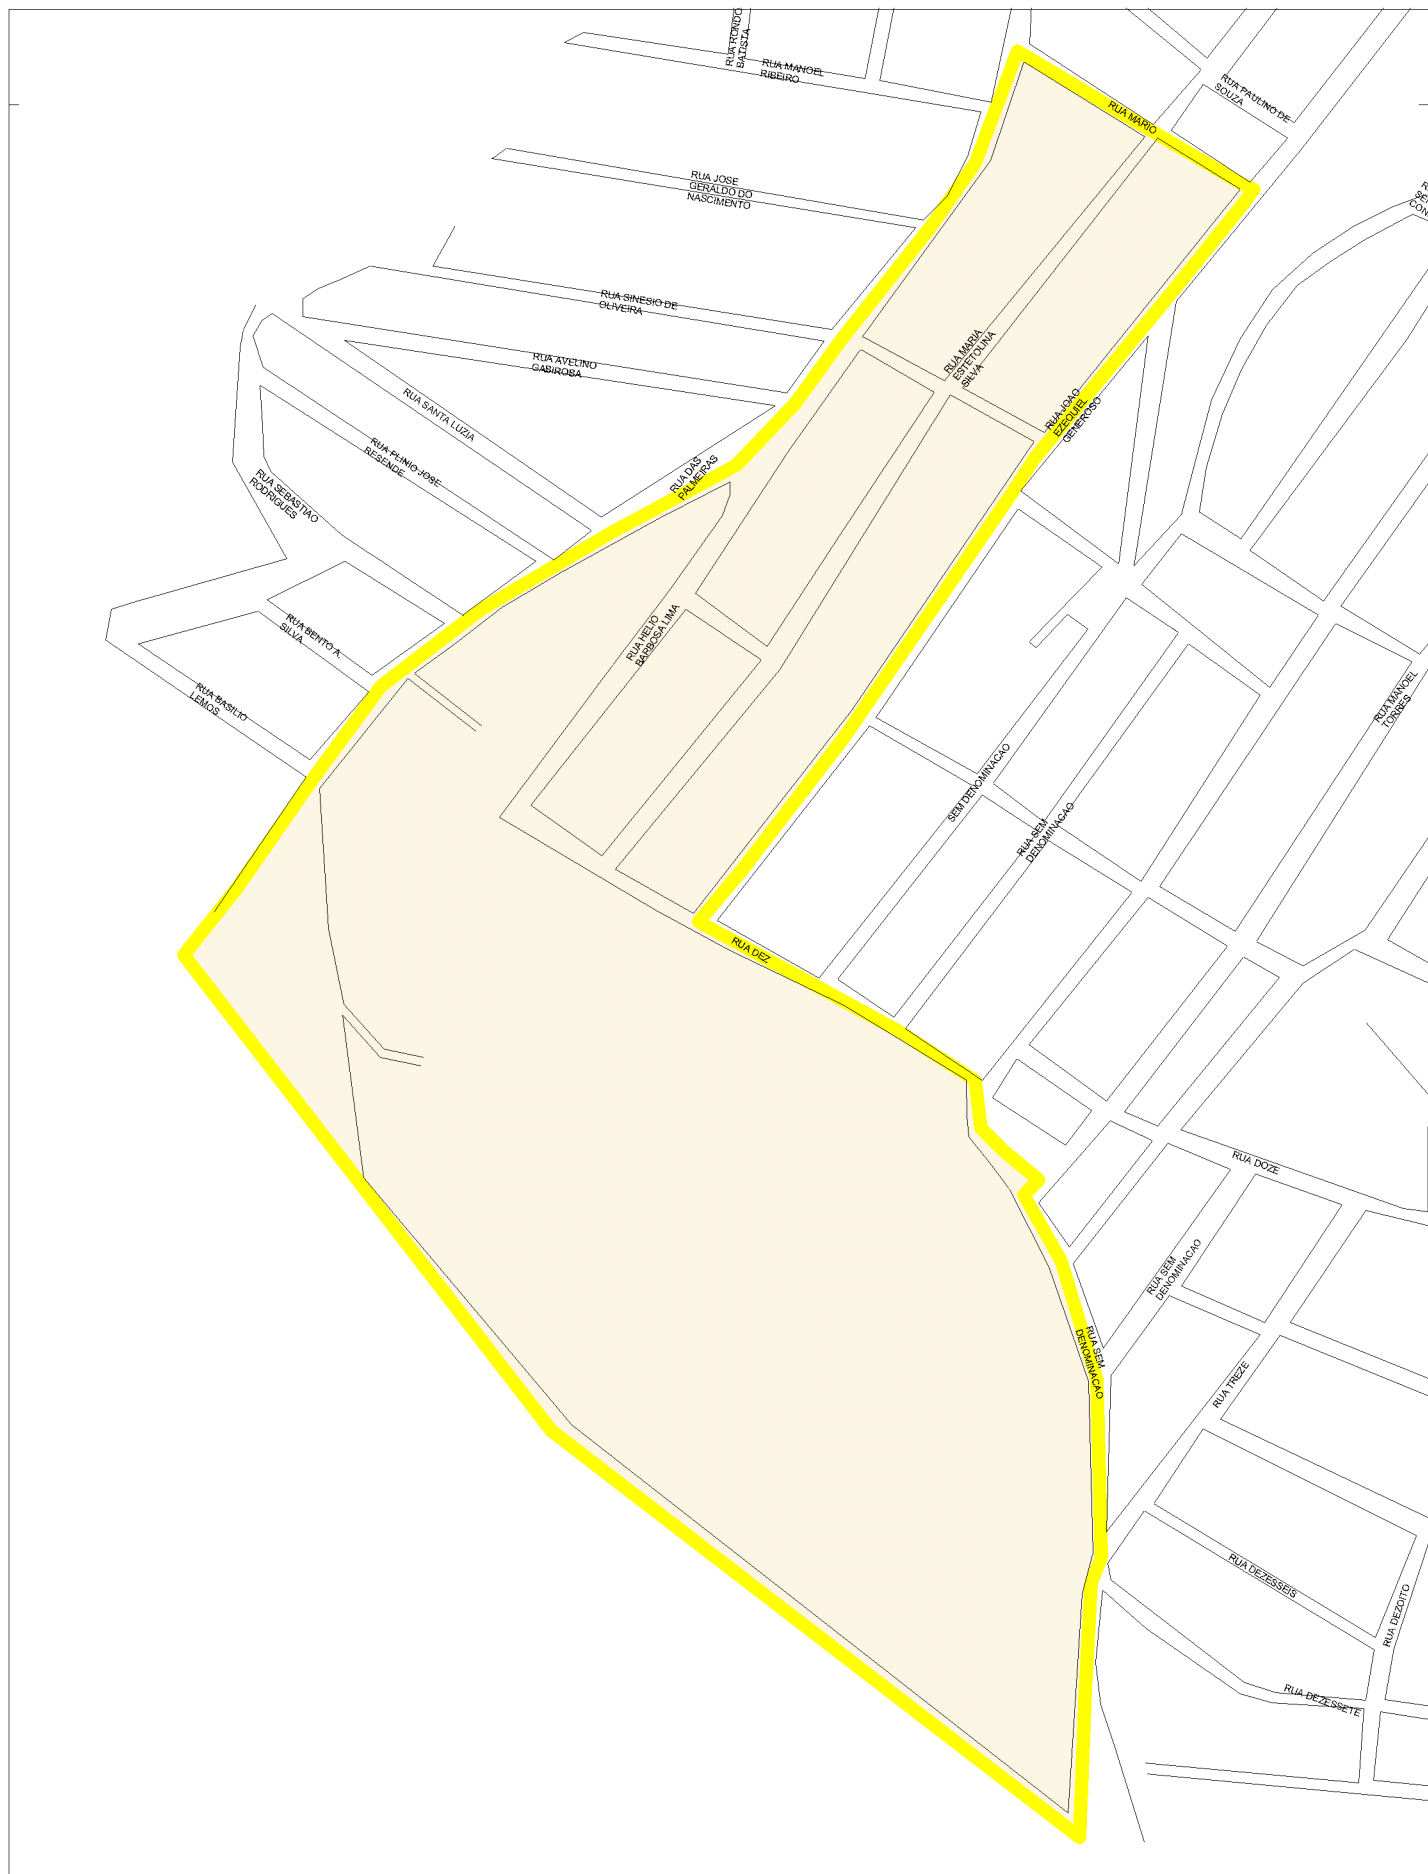 RUA RONDO
BATISTA
RUA MANOEL
RIBEIRO
RUA PAULINO DE
SOUZA
RUA MARIO
RUA JOSE
GERALDO DO
NASCIMENTO
RUA SINESIO DE
OLIVEIRA
RUA MARIA
ESTETOLINA
SILVA
RUA AVELINO
GABIROSA
RUA SANTA LUZIA
RUA JOAO
EZEQUIEL
GENEROSO
RUA PLINIO JOSE
RESENDE
RUA DAS
PALMEIRAS
RUA SEBASTIAO
RODRIGUES
RUA HELIO
BARBOSA LIMA
RUA BENTO A.
SILVA
RUA BASILIO
LEMOS
RUA MANOEL
TORRES
SEM DENOMINACAO
RUA SEM
DENOMINACAO
RUA DEZ
RUA DOZE
RUA SEM
DENOMINACAO
RUA SEM
DENOMINACAO
RUA TREZE
RUA DEZESSEIS
RUA DEZOITO
RUA DEZESSETE